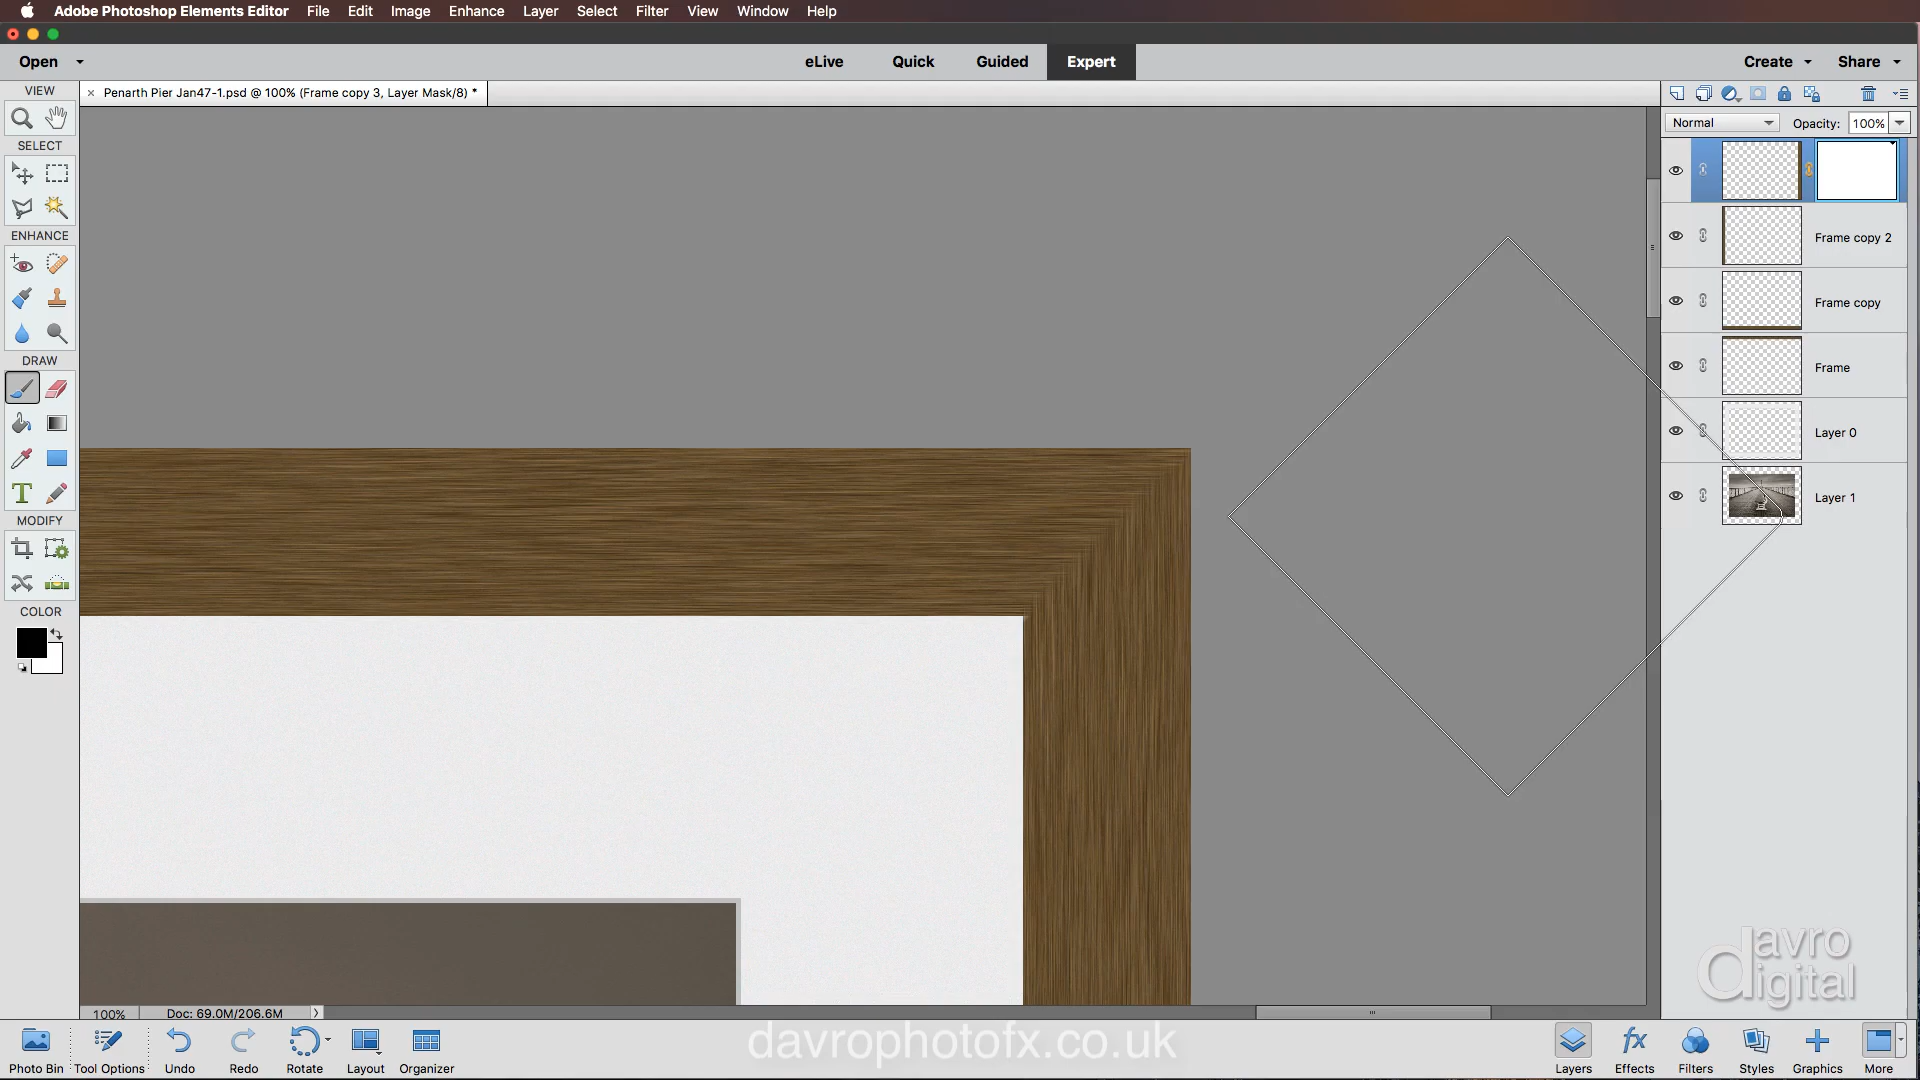 Adobe Photoshop Elements Editor File Edit Image Enhance Layer Select Filter View Window Help
Open eLive Quick Guided Expert Create Share
VIEW
× Penarth Pier Jan47-1.psd @ 100% (Frame copy 3, Layer Mask/8) *
Normal Opacity: 100%
SELECT
Frame copy 2
ENHANCE
Frame copy
DRAW
Frame
Layer 0
T
Layer 1
MODIFY
COLOR
davro
digital
100% Doc: 69.0M/206.6M
davrophotofx.co.uk
fx
Photo Bin Tool Options Undo Redo Rotate Layout Organizer Layers Effects Filters Styles Graphics More